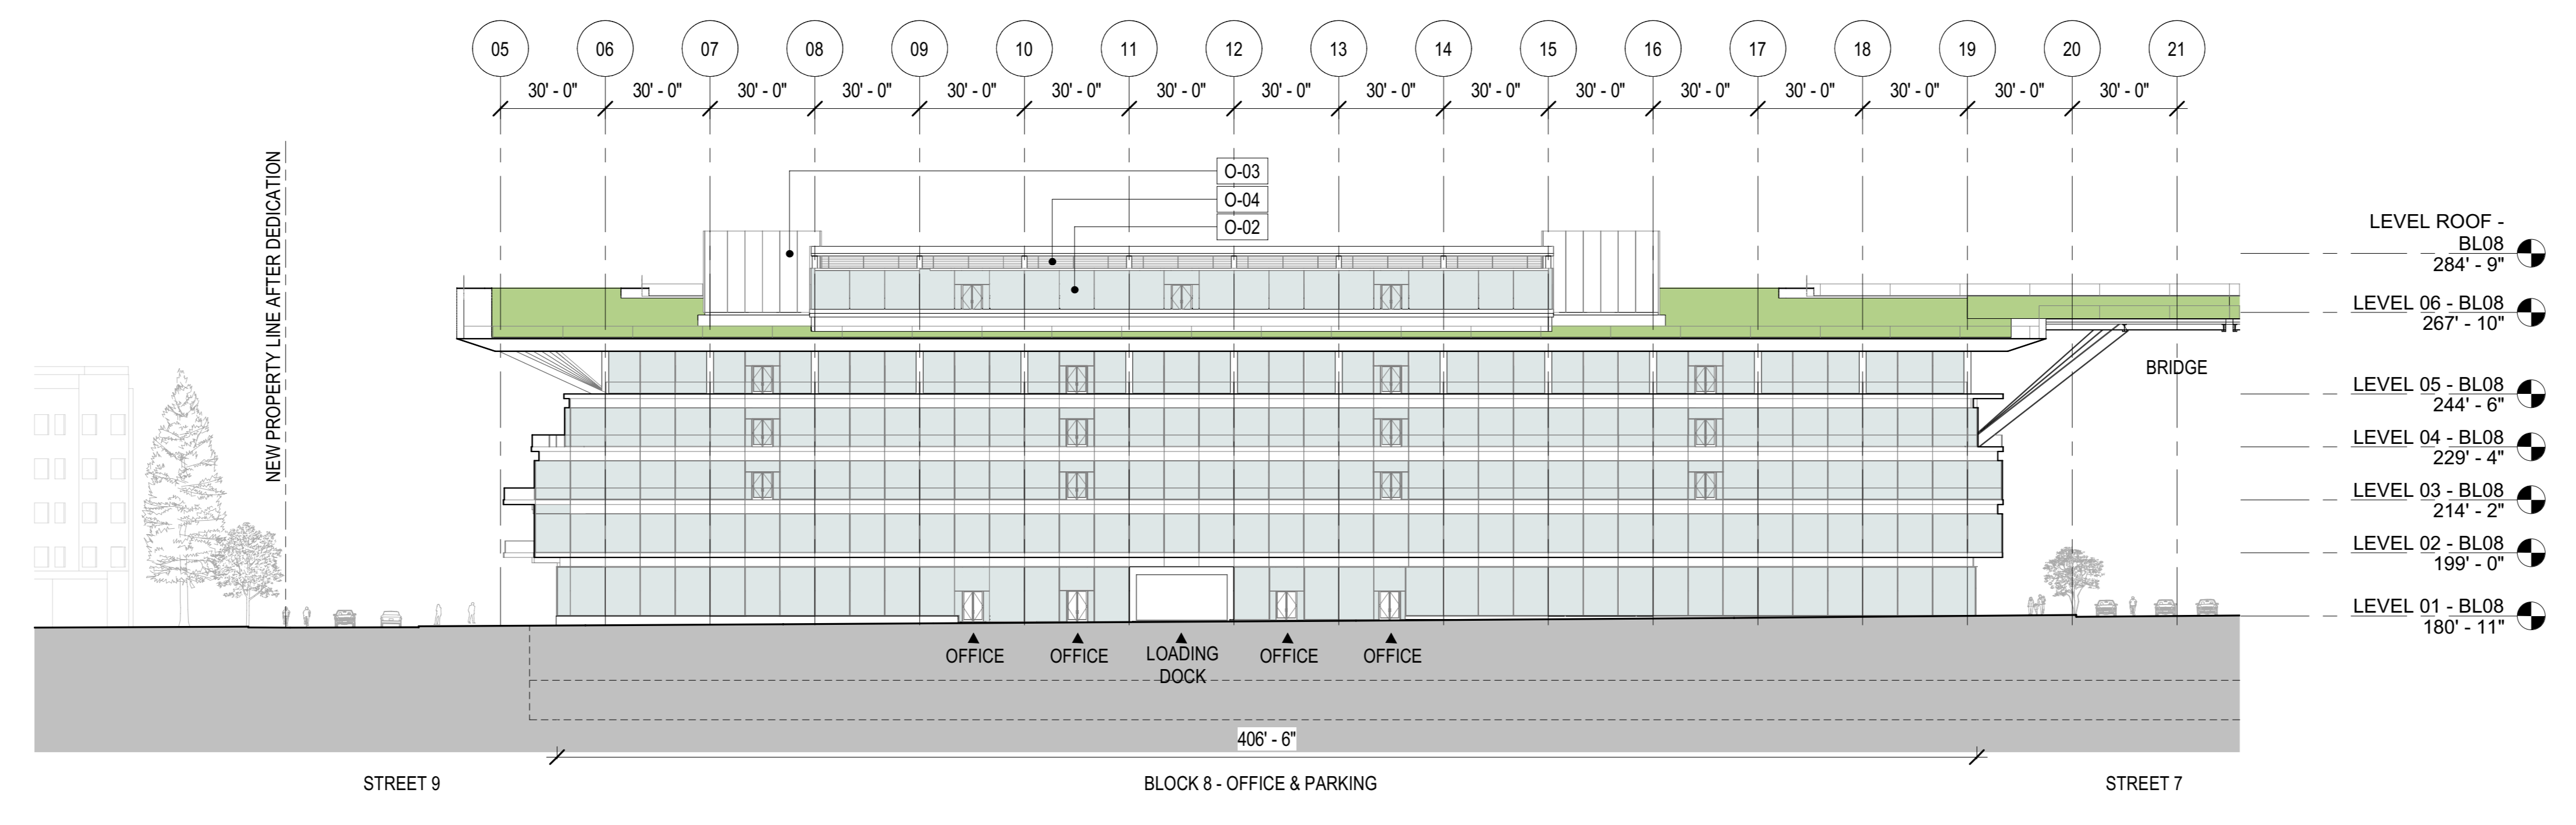 05 06 07 08 09 10 11 12 13 14 15 16 17 18 19 20 21
30' - 0" 30' - 0" 30' - 0" 30' - 0" 30' - 0" 30' - 0" 30' - 0" 30' - 0" 30' - 0" 30' - 0" 30' - 0" 30' - 0" 30' - 0" 30' - 0" 30' - 0" 30' - 0"
NEW PROPERTY LINE AFTER DEDICATION
O-03
O-04
O-02
LEVEL ROOF -
BL08
284' - 9"
LEVEL 06 - BL08
267' - 10"
BRIDGE
LEVEL 05 - BL08
244' - 6"
LEVEL 04 - BL08
229' - 4"
LEVEL 03 - BL08
214' - 2"
LEVEL 02 - BL08
199' - 0"
LEVEL 01 - BL08
180' - 11"
OFFICE
OFFICE
LOADING
DOCK
OFFICE
OFFICE
406' - 6"
STREET 9
BLOCK 8 - OFFICE & PARKING
STREET 7